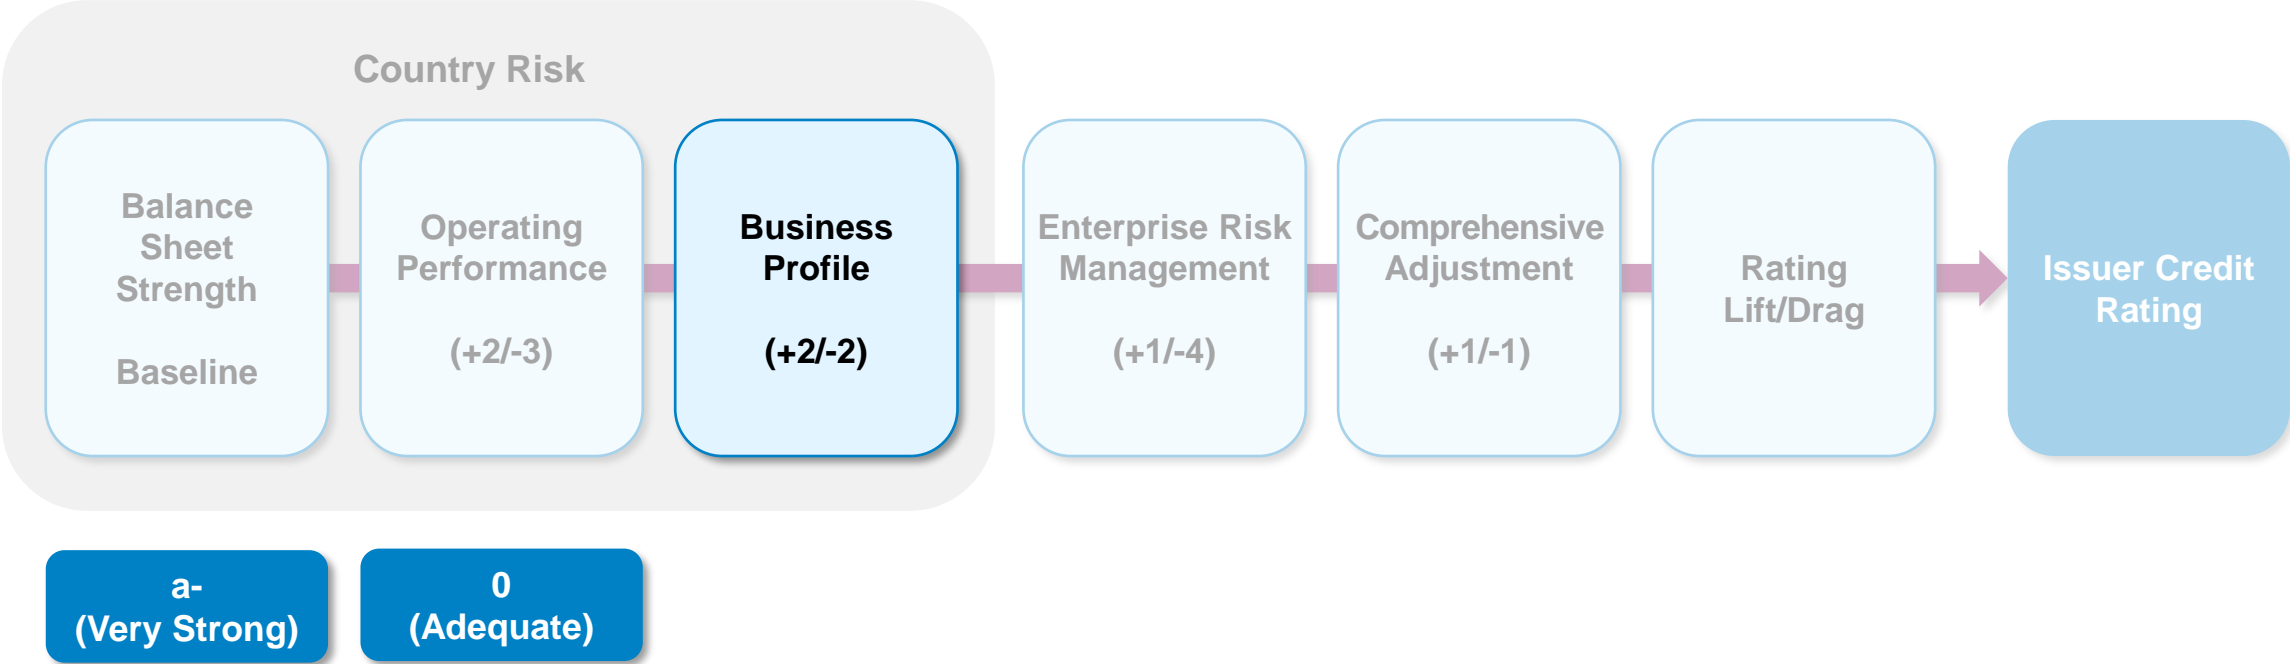 Country Risk
Balance
Sheet
Strength
Baseline
Operating
Performance
(+2/-3)
Business
Profile
(+2/-2)
Enterprise Risk
Management
(+1/-4)
Comprehensive
Adjustment
(+1/-1)
Rating
Lift/Drag
Issuer Credit
Rating
a-
(Very Strong)
0
(Adequate)